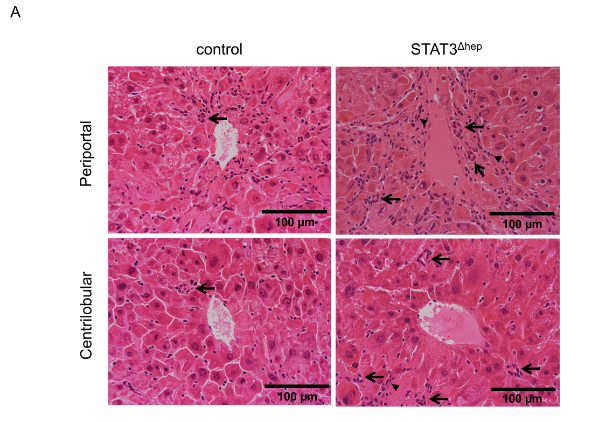 A
control
STAT3Δhep
Periportal
100 µm
100 µm
Centrilobular
100 µm
100 µm